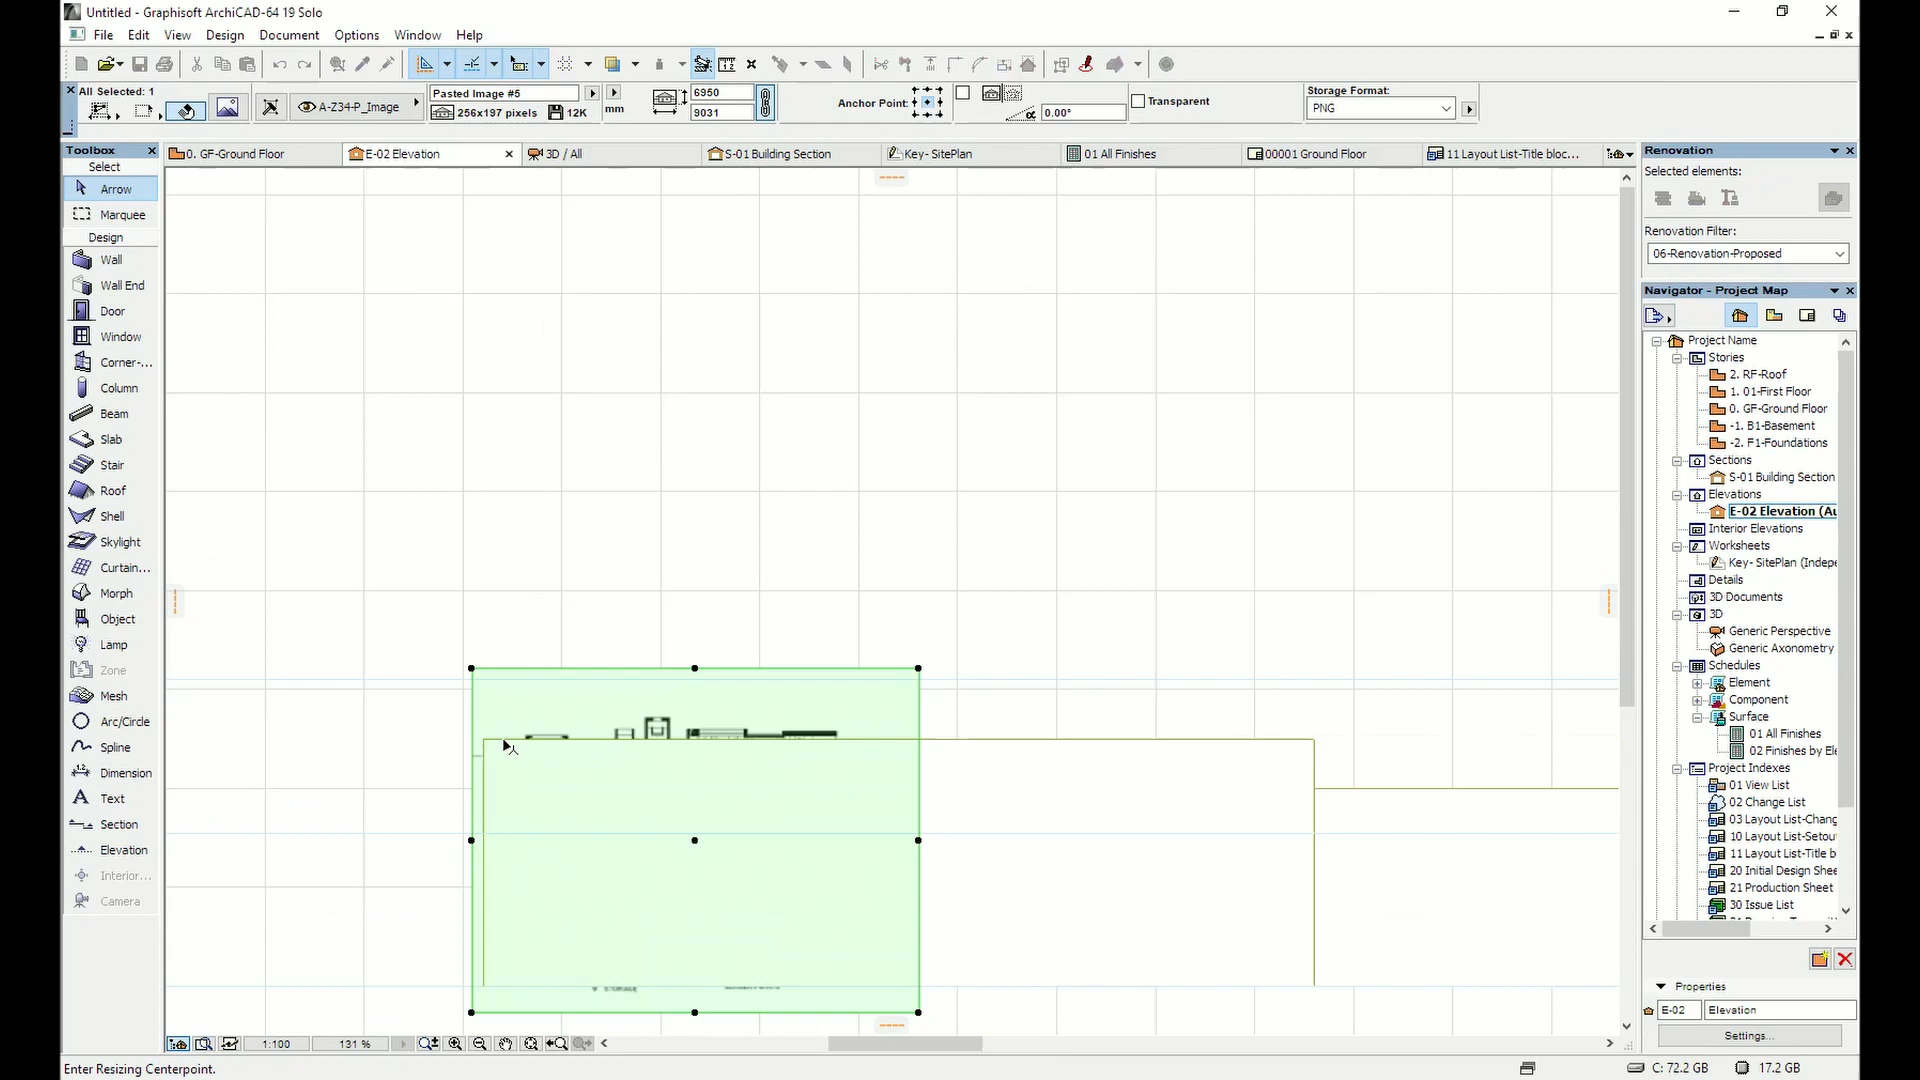 Untitled - Graphisoft ArchiCAD-64 19 Solo
File Edit View Design Document Options Window Help
All Selected: 1
A-Z34-P_Image
Pasted Image #5
256x197 pixels
12K
mm
6950
9031
Anchor Point:
α
0.00°
Transparent
Storage Format:
PNG
Toolbox
Select
Arrow
Marquee
Design
Wall
Wall End
Door
Window
Corner-...
Column
Beam
Slab
Stair
Roof
Shell
Skylight
Curtain...
Morph
Object
Lamp
Zone
Mesh
Arc/Circle
Spline
Dimension
Text
Section
Elevation
Interior...
Camera
0. GF-Ground Floor
E-02 Elevation
3D / All
S-01 Building Section
Key- SitePlan
01 All Finishes
00001 Ground Floor
11 Layout List-Title bloc...
STORAGE
1:100
131 %
Renovation
Selected elements:
Renovation Filter:
06-Renovation-Proposed
Navigator - Project Map
Project Name
Stories
2. RF-Roof
1. 01-First Floor
0. GF-Ground Floor
-1. B1-Basement
-2. F1-Foundations
Sections
S-01 Building Section
Elevations
E-02 Elevation (Au
Interior Elevations
Worksheets
Key- SitePlan (Indepe
Details
3D Documents
3D
Generic Perspective
Generic Axonometry
Schedules
Element
Component
Surface
01 All Finishes
02 Finishes by Ele
Project Indexes
01 View List
02 Change List
03 Layout List-Chang
10 Layout List-Setou
11 Layout List-Title b
20 Initial Design Shee
21 Production Sheet
30 Issue List
Properties
E-02
Elevation
Settings...
Enter Resizing Centerpoint.
C: 72.2 GB
17.2 GB